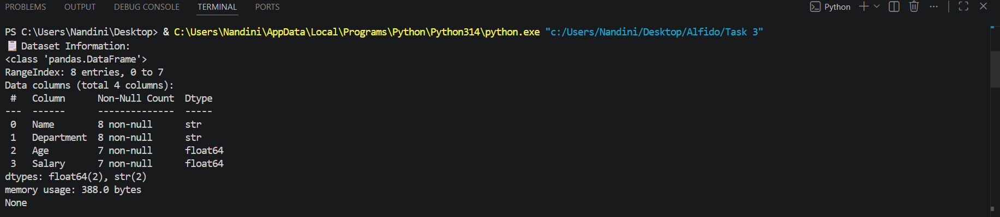 PROBLEMS OUTPUT DEBUG CONSOLE TERMINAL PORTS Python
PS C:\Users\Nandini\Desktop> & C:\Users\Nandini\AppData\Local\Programs\Python\Python314\python.exe "c:/Users/Nandini/Desktop/Alfido/Task 3"
📋 Dataset Information:
<class 'pandas.DataFrame'>
RangeIndex: 8 entries, 0 to 7
Data columns (total 4 columns):
 #   Column      Non-Null Count  Dtype
---  ------      --------------  -----
 0   Name        8 non-null      str
 1   Department  8 non-null      str
 2   Age         7 non-null      float64
 3   Salary      7 non-null      float64
dtypes: float64(2), str(2)
memory usage: 388.0 bytes
None